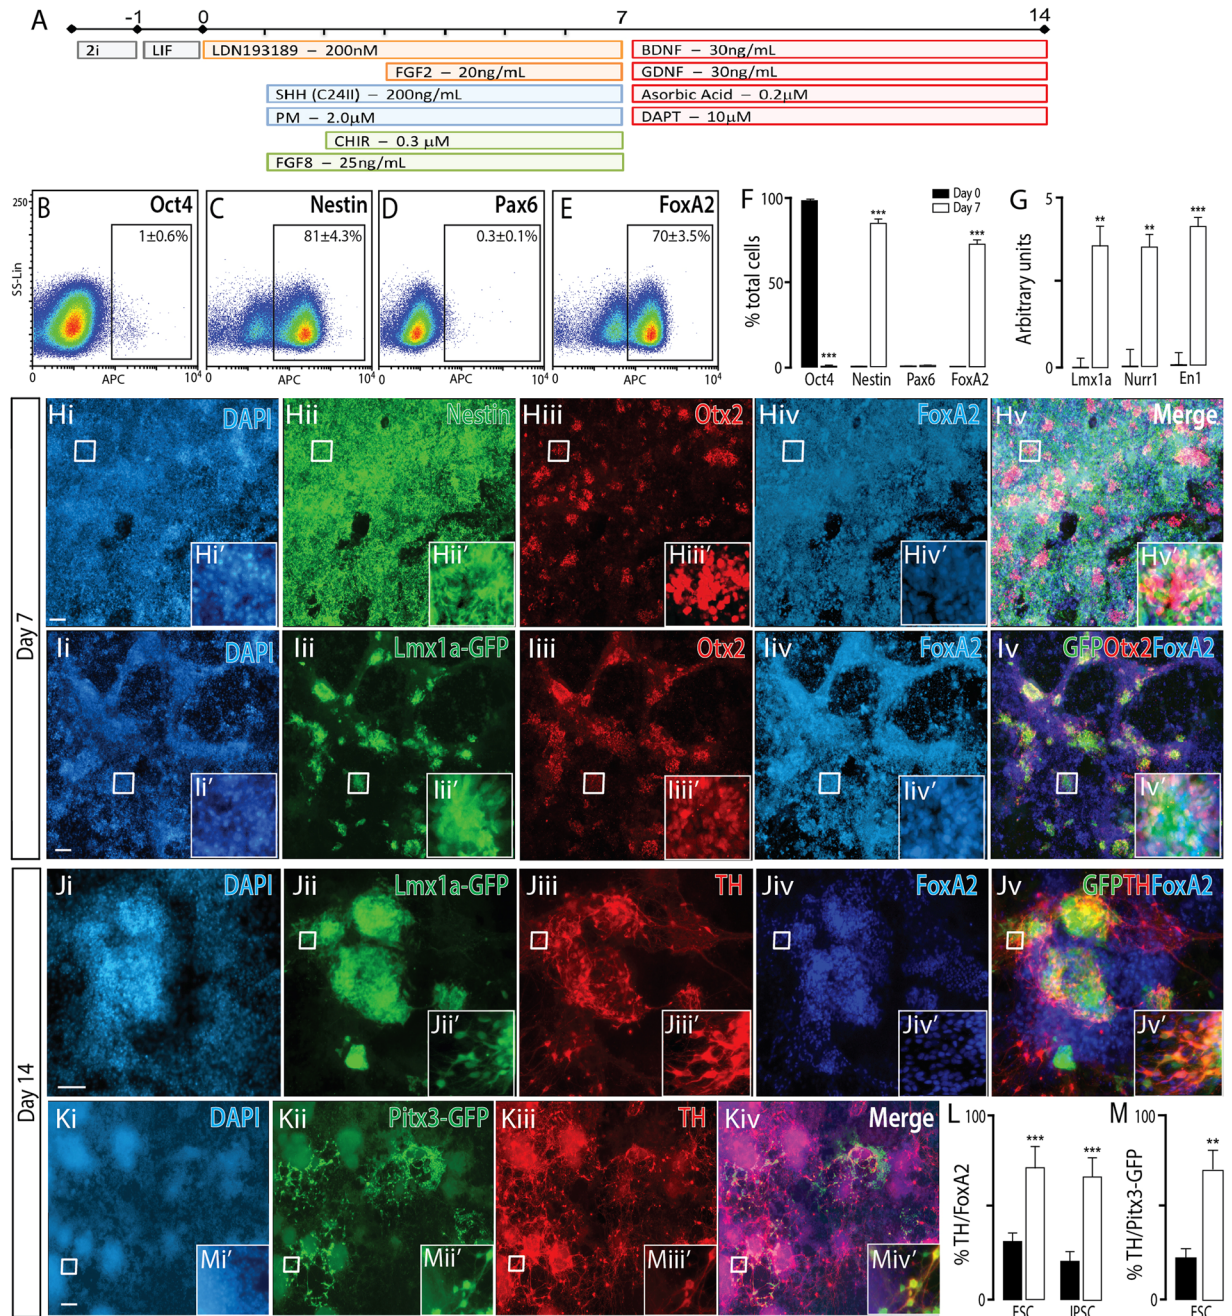 A
-1 0 7 14
2i LIF LDN193189 – 200nM BDNF – 30ng/mL
FGF2 – 20ng/mL GDNF – 30ng/mL
SHH (C24II) – 200ng/mL Asorbic Acid – 0.2μM
PM – 2.0μM DAPT – 10μM
CHIR – 0.3 μM
FGF8 – 25ng/mL
B Oct4
1±0.6%
250
SS-Lin
0 APC 10^4
C Nestin
81±4.3%
0 APC 10^4
D Pax6
0.3±0.1%
0 APC 10^4
E FoxA2
70±3.5%
0 APC 10^4
F
Day 0
Day 7
% total cells
100
50
0
***
***
***
Oct4 Nestin Pax6 FoxA2
G
Arbitrary units
5
0
**
**
***
Lmx1a Nurr1 En1
Day 7
Hi DAPI
Hi′
Hii Nestin
Hii′
Hiii Otx2
Hiii′
Hiv FoxA2
Hiv′
Hv Merge
Hv′
Ii DAPI
Ii′
Iii Lmx1a-GFP
Iii′
Iiii Otx2
Iiii′
Iiv FoxA2
Iiv′
Iv GFPOtx2FoxA2
Iv′
Day 14
Ji DAPI
Jii Lmx1a-GFP
Jii′
Jiii TH
Jiii′
Jiv FoxA2
Jiv′
Jv GFPTHFoxA2
Jv′
Ki DAPI
Mi′
Kii Pitx3-GFP
Mii′
Kiii TH
Miii′
Kiv Merge
Miv′
L
% TH/FoxA2
100
0
***
***
ESC IPSC
M
% TH/Pitx3-GFP
100
0
**
ESC